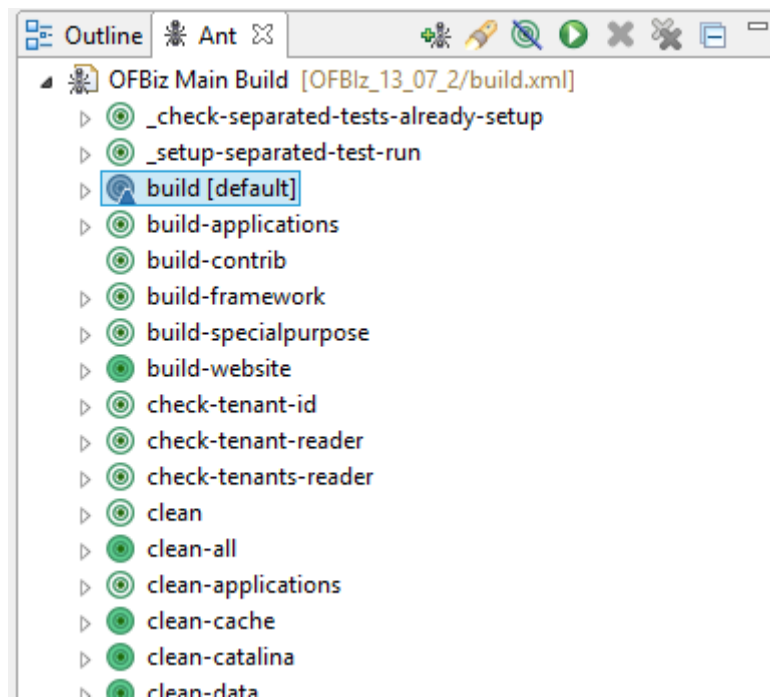 Outline Ant
OFBiz Main Build [OFBIz_13_07_2/build.xml]
_check-separated-tests-already-setup
_setup-separated-test-run
build [default]
build-applications
build-contrib
build-framework
build-specialpurpose
build-website
check-tenant-id
check-tenant-reader
check-tenants-reader
clean
clean-all
clean-applications
clean-cache
clean-catalina
clean-data